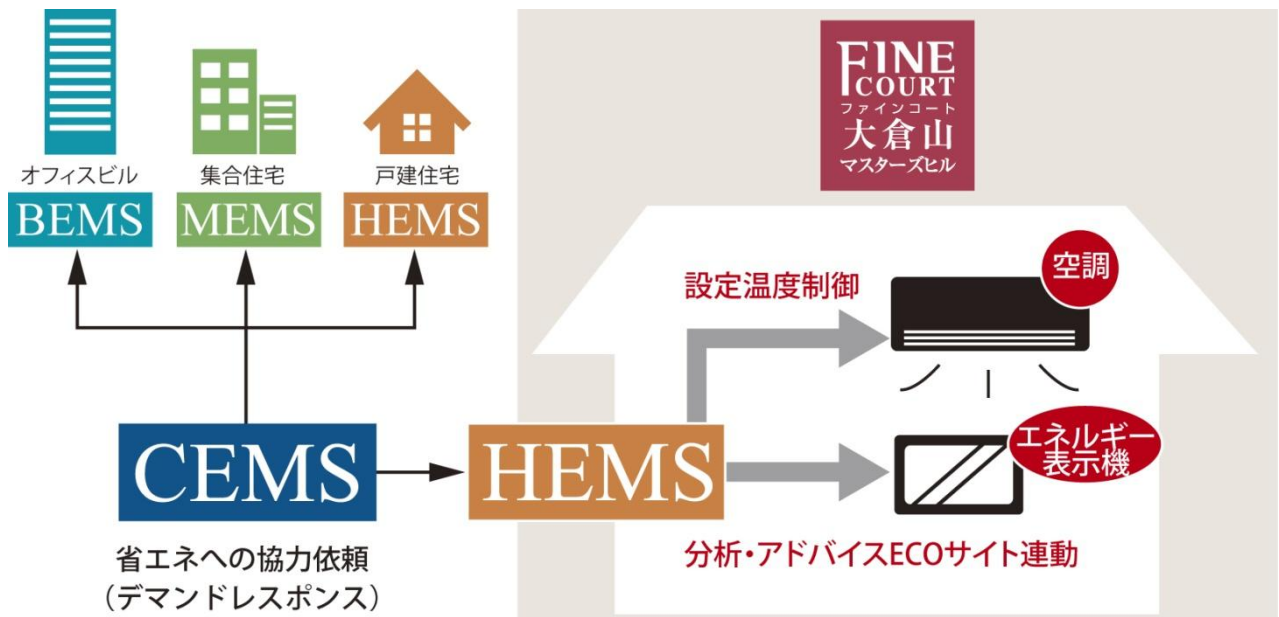 オフィスビル
BEMS
集合住宅
MEMS
戸建住宅
HEMS
CEMS
省エネへの協力依頼
(デマンドレスポンス)
HEMS
FINE
COURT
ファインコート
大倉山
マスターズヒル
設定温度制御
空調
エネルギー
表示機
分析・アドバイスECOサイト連動